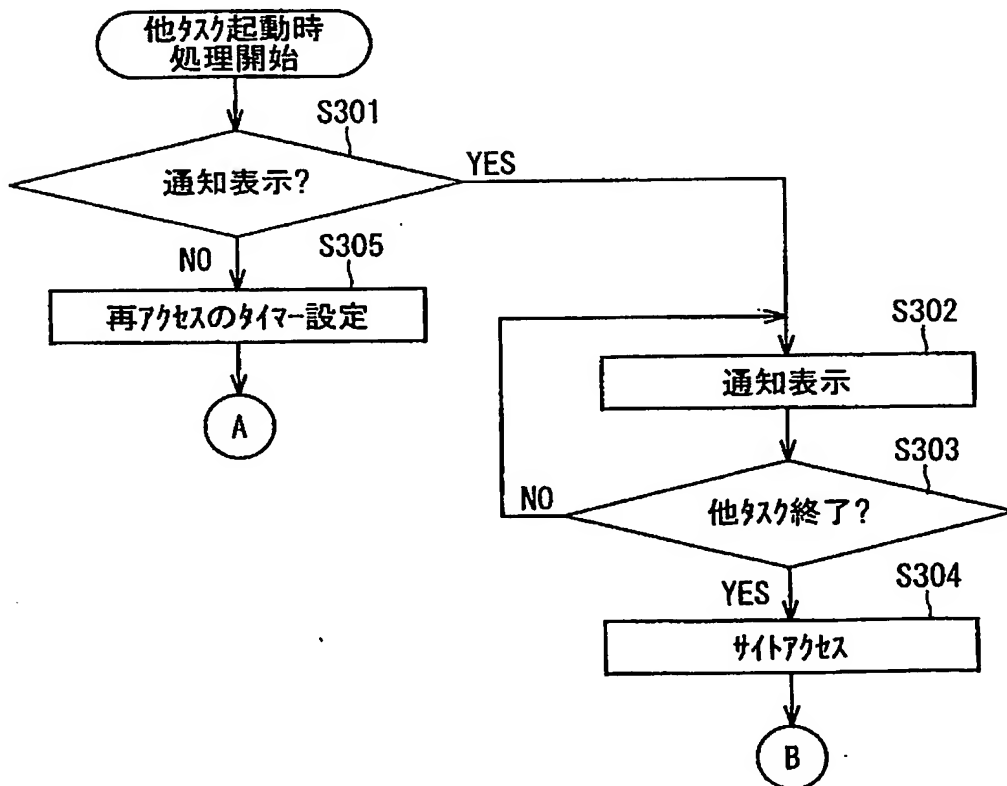 他ﾀｽｸ起動時
処理開始
S301
通知表示?
YES
NO
S305
再ｱｸｾｽのﾀｲﾏｰ設定
A
S302
通知表示
S303
他ﾀｽｸ終了?
NO
YES
S304
ｻｲﾄｱｸｾｽ
B